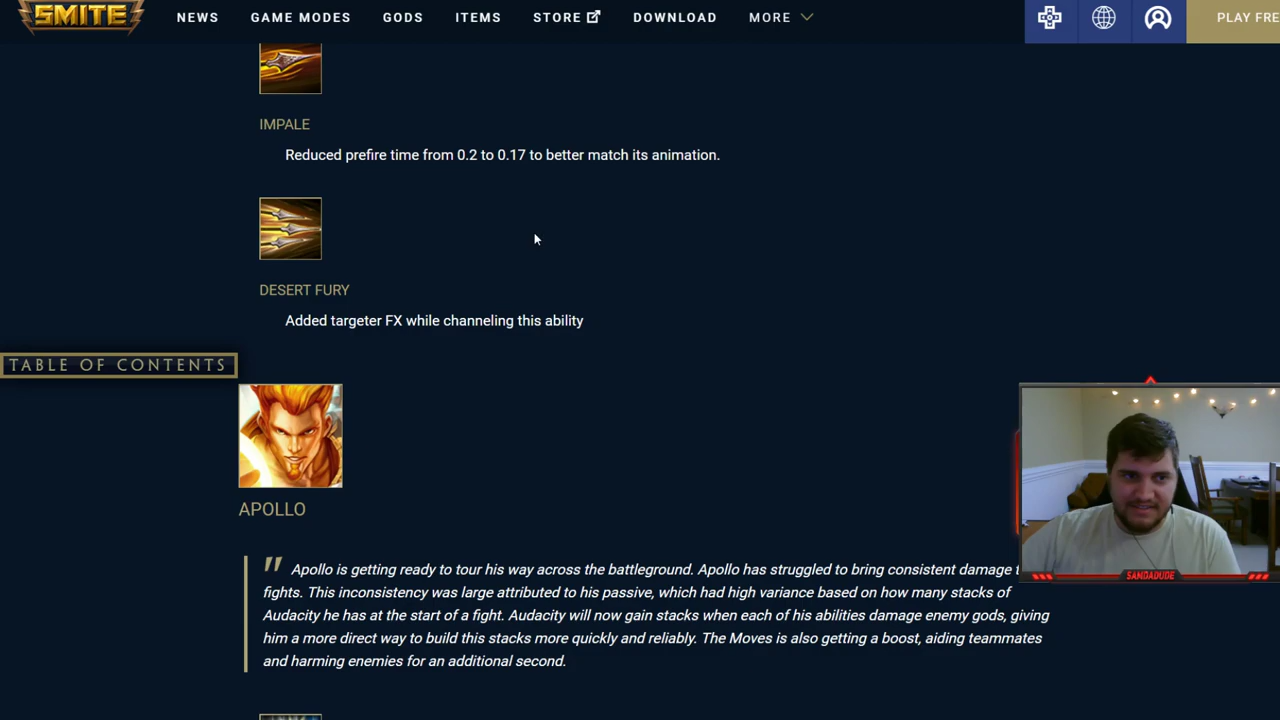 SMITE
NEWS
GAME MODES
GODS
ITEMS
STORE
DOWNLOAD
MORE
PLAY FRE
IMPALE
Reduced prefire time from 0.2 to 0.17 to better match its animation.
DESERT FURY
Added targeter FX while channeling this ability
TABLE OF CONTENTS
APOLLO
" Apollo is getting ready to tour his way across the battleground. Apollo has struggled to bring consistent damage
fights. This inconsistency was large attributed to his passive, which had high variance based on how many stacks of
Audacity he has at the start of a fight. Audacity will now gain stacks when each of his abilities damage enemy gods, giving
him a more direct way to build this stacks more quickly and reliably. The Moves is also getting a boost, aiding teammates
and harming enemies for an additional second.
SANDADUDE